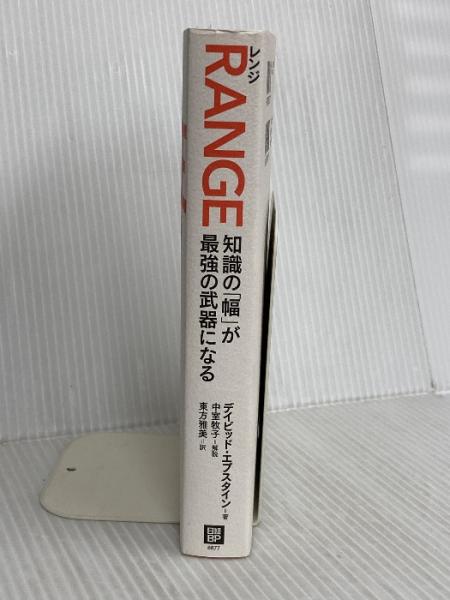 レンジ
RANGE
知識の「幅」が
最強の武器になる
デイビッド・エプスタイン=著
中室牧子=解説
東方雅美=訳
日経
BP
6877